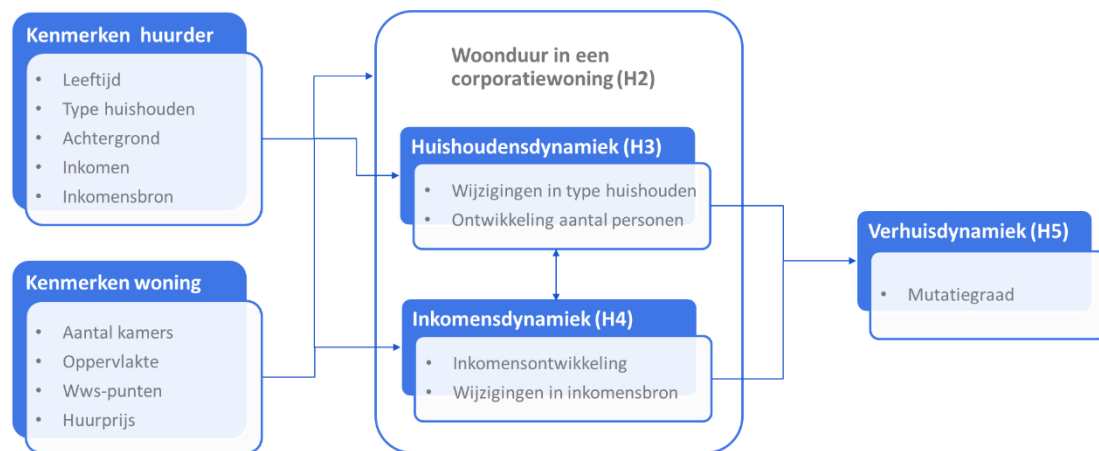 Kenmerken huurder
• Leeftijd
• Type huishouden
• Achtergrond
• Inkomen
• Inkomensbron
Kenmerken woning
• Aantal kamers
• Oppervlakte
• Wws-punten
• Huurprijs
Woonduur in een
corporatiewoning (H2)
Huishoudensdynamiek (H3)
• Wijzigingen in type huishouden
• Ontwikkeling aantal personen
Inkomensdynamiek (H4)
• Inkomensontwikkeling
• Wijzigingen in inkomensbron
Verhuisdynamiek (H5)
• Mutatiegraad